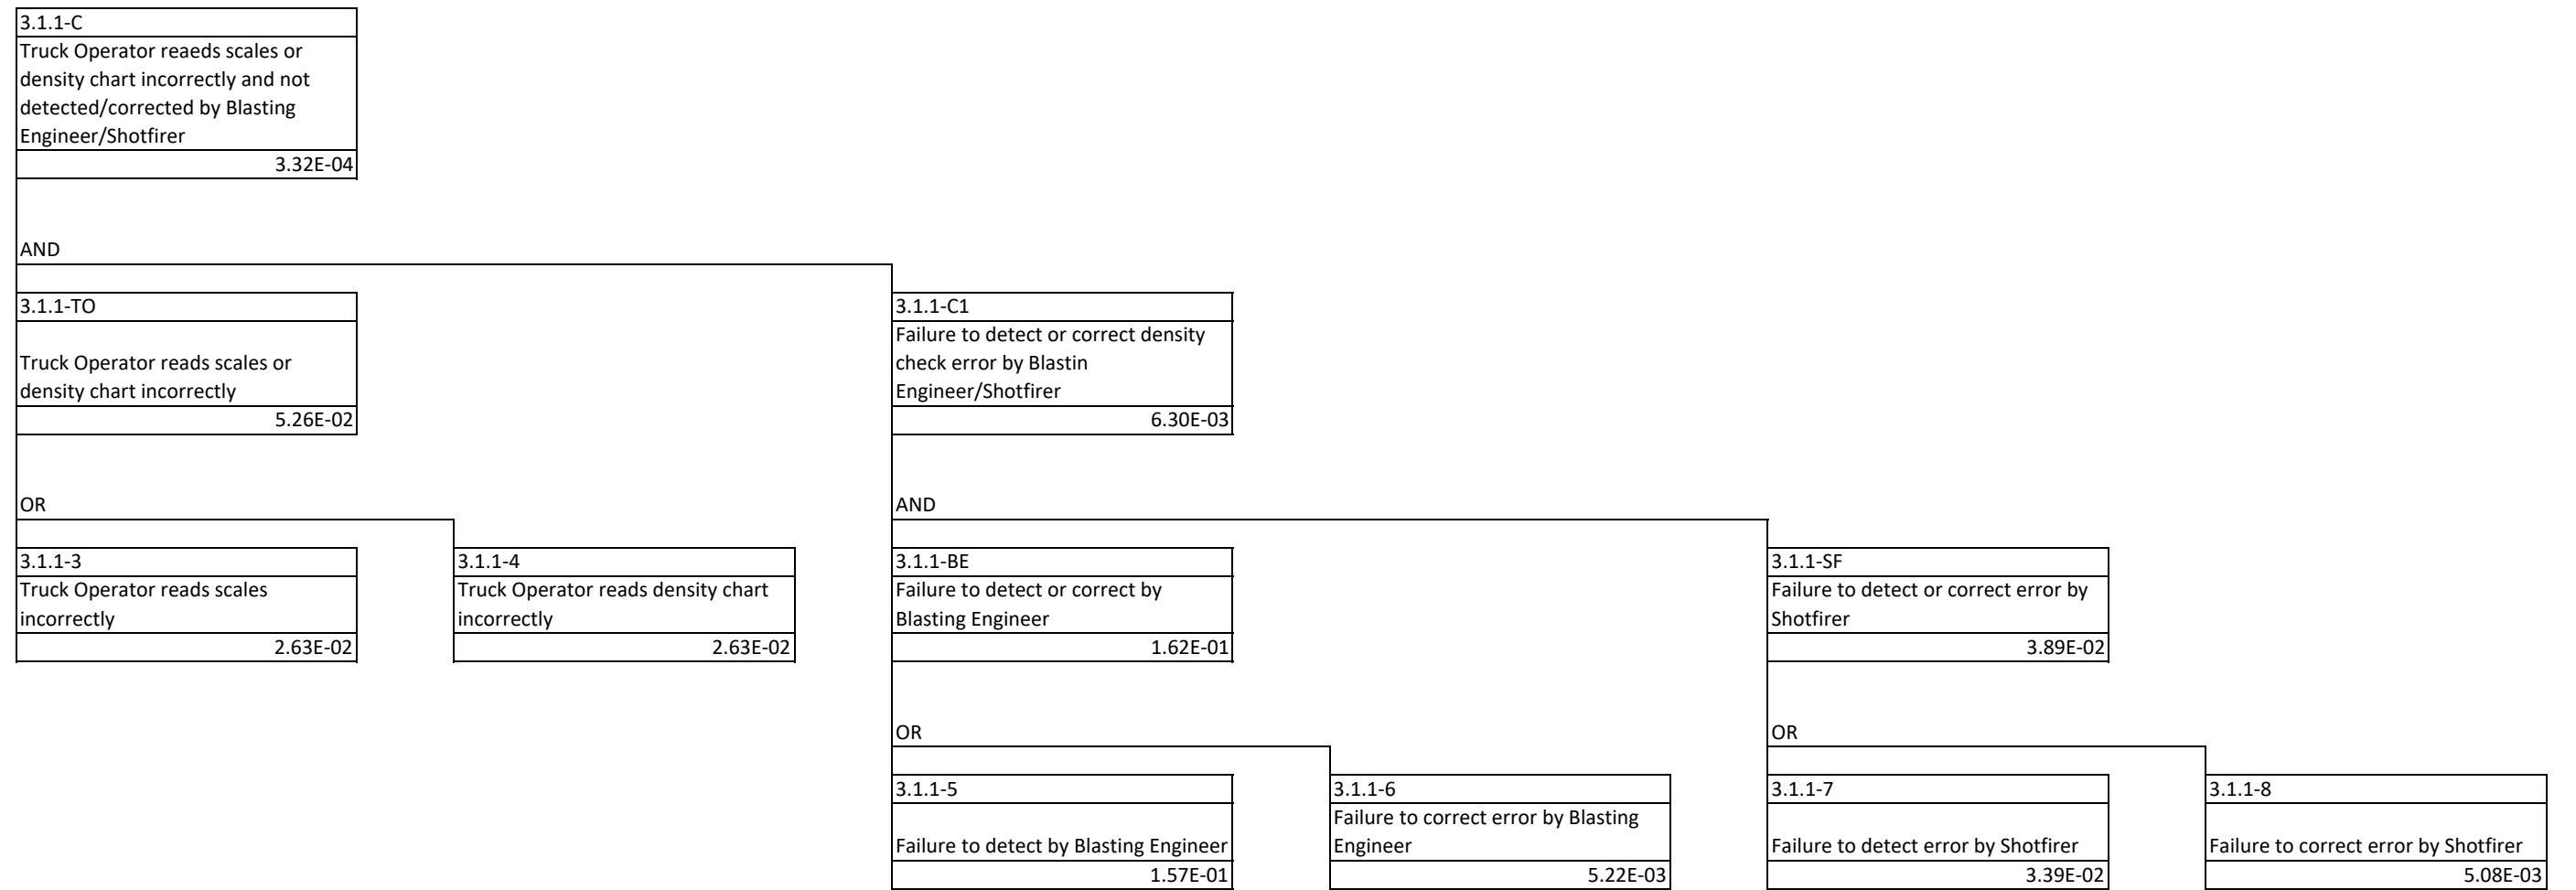 3.1.1-C
Truck Operator reaeds scales or
density chart incorrectly and not
detected/corrected by Blasting
Engineer/Shotfirer
3.32E-04
AND
3.1.1-TO
Truck Operator reads scales or
density chart incorrectly
5.26E-02
3.1.1-C1
Failure to detect or correct density
check error by Blastin
Engineer/Shotfirer
6.30E-03
OR
AND
3.1.1-3
Truck Operator reads scales
incorrectly
2.63E-02
3.1.1-4
Truck Operator reads density chart
incorrectly
2.63E-02
3.1.1-BE
Failure to detect or correct by
Blasting Engineer
1.62E-01
3.1.1-SF
Failure to detect or correct error by
Shotfirer
3.89E-02
OR
OR
3.1.1-5
Failure to detect by Blasting Engineer
1.57E-01
3.1.1-6
Failure to correct error by Blasting
Engineer
5.22E-03
3.1.1-7
Failure to detect error by Shotfirer
3.39E-02
3.1.1-8
Failure to correct error by Shotfirer
5.08E-03